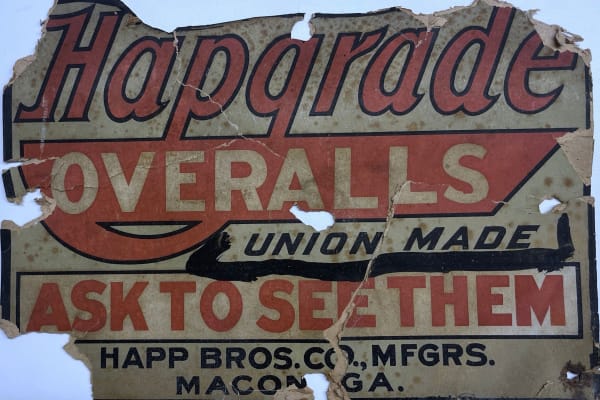 Hapgrade
OVERALLS
UNION MADE
ASK TO SEE THEM
HAPP BROS. CO., MFGRS.
MACON GA.